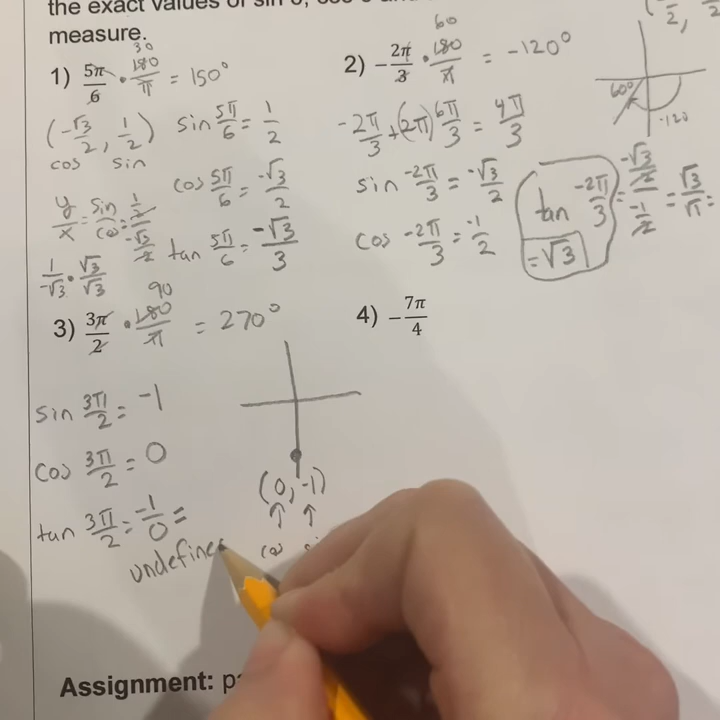 the exact values of sin θ, cos θ and
measure.
1) 5π/6 · 180/π = 150°
30
(-√3/2, 1/2)
cos sin
sin 5π/6 = 1/2
cos 5π/6 = -√3/2
y/x = sin/cos = 1/2 / -√3/2
tan 5π/6 = -√3/3
1/-√3 · √3/√3
2) -2π/3 · 180/π = -120°
60
-2π/3 + (2π) 6π/3 = 4π/3
sin -2π/3 = -√3/2
cos -2π/3 = -1/2
60°
-120
tan -2π/3 = -√3/2 / -1/2 = √3/√1 =
= √3
3) 3π/2 · 180/π = 270°
90
sin 3π/2 = -1
cos 3π/2 = 0
tan 3π/2 = -1/0 =
undefine
(0, -1)
↑ ↑
4) -7π/4
Assignment: